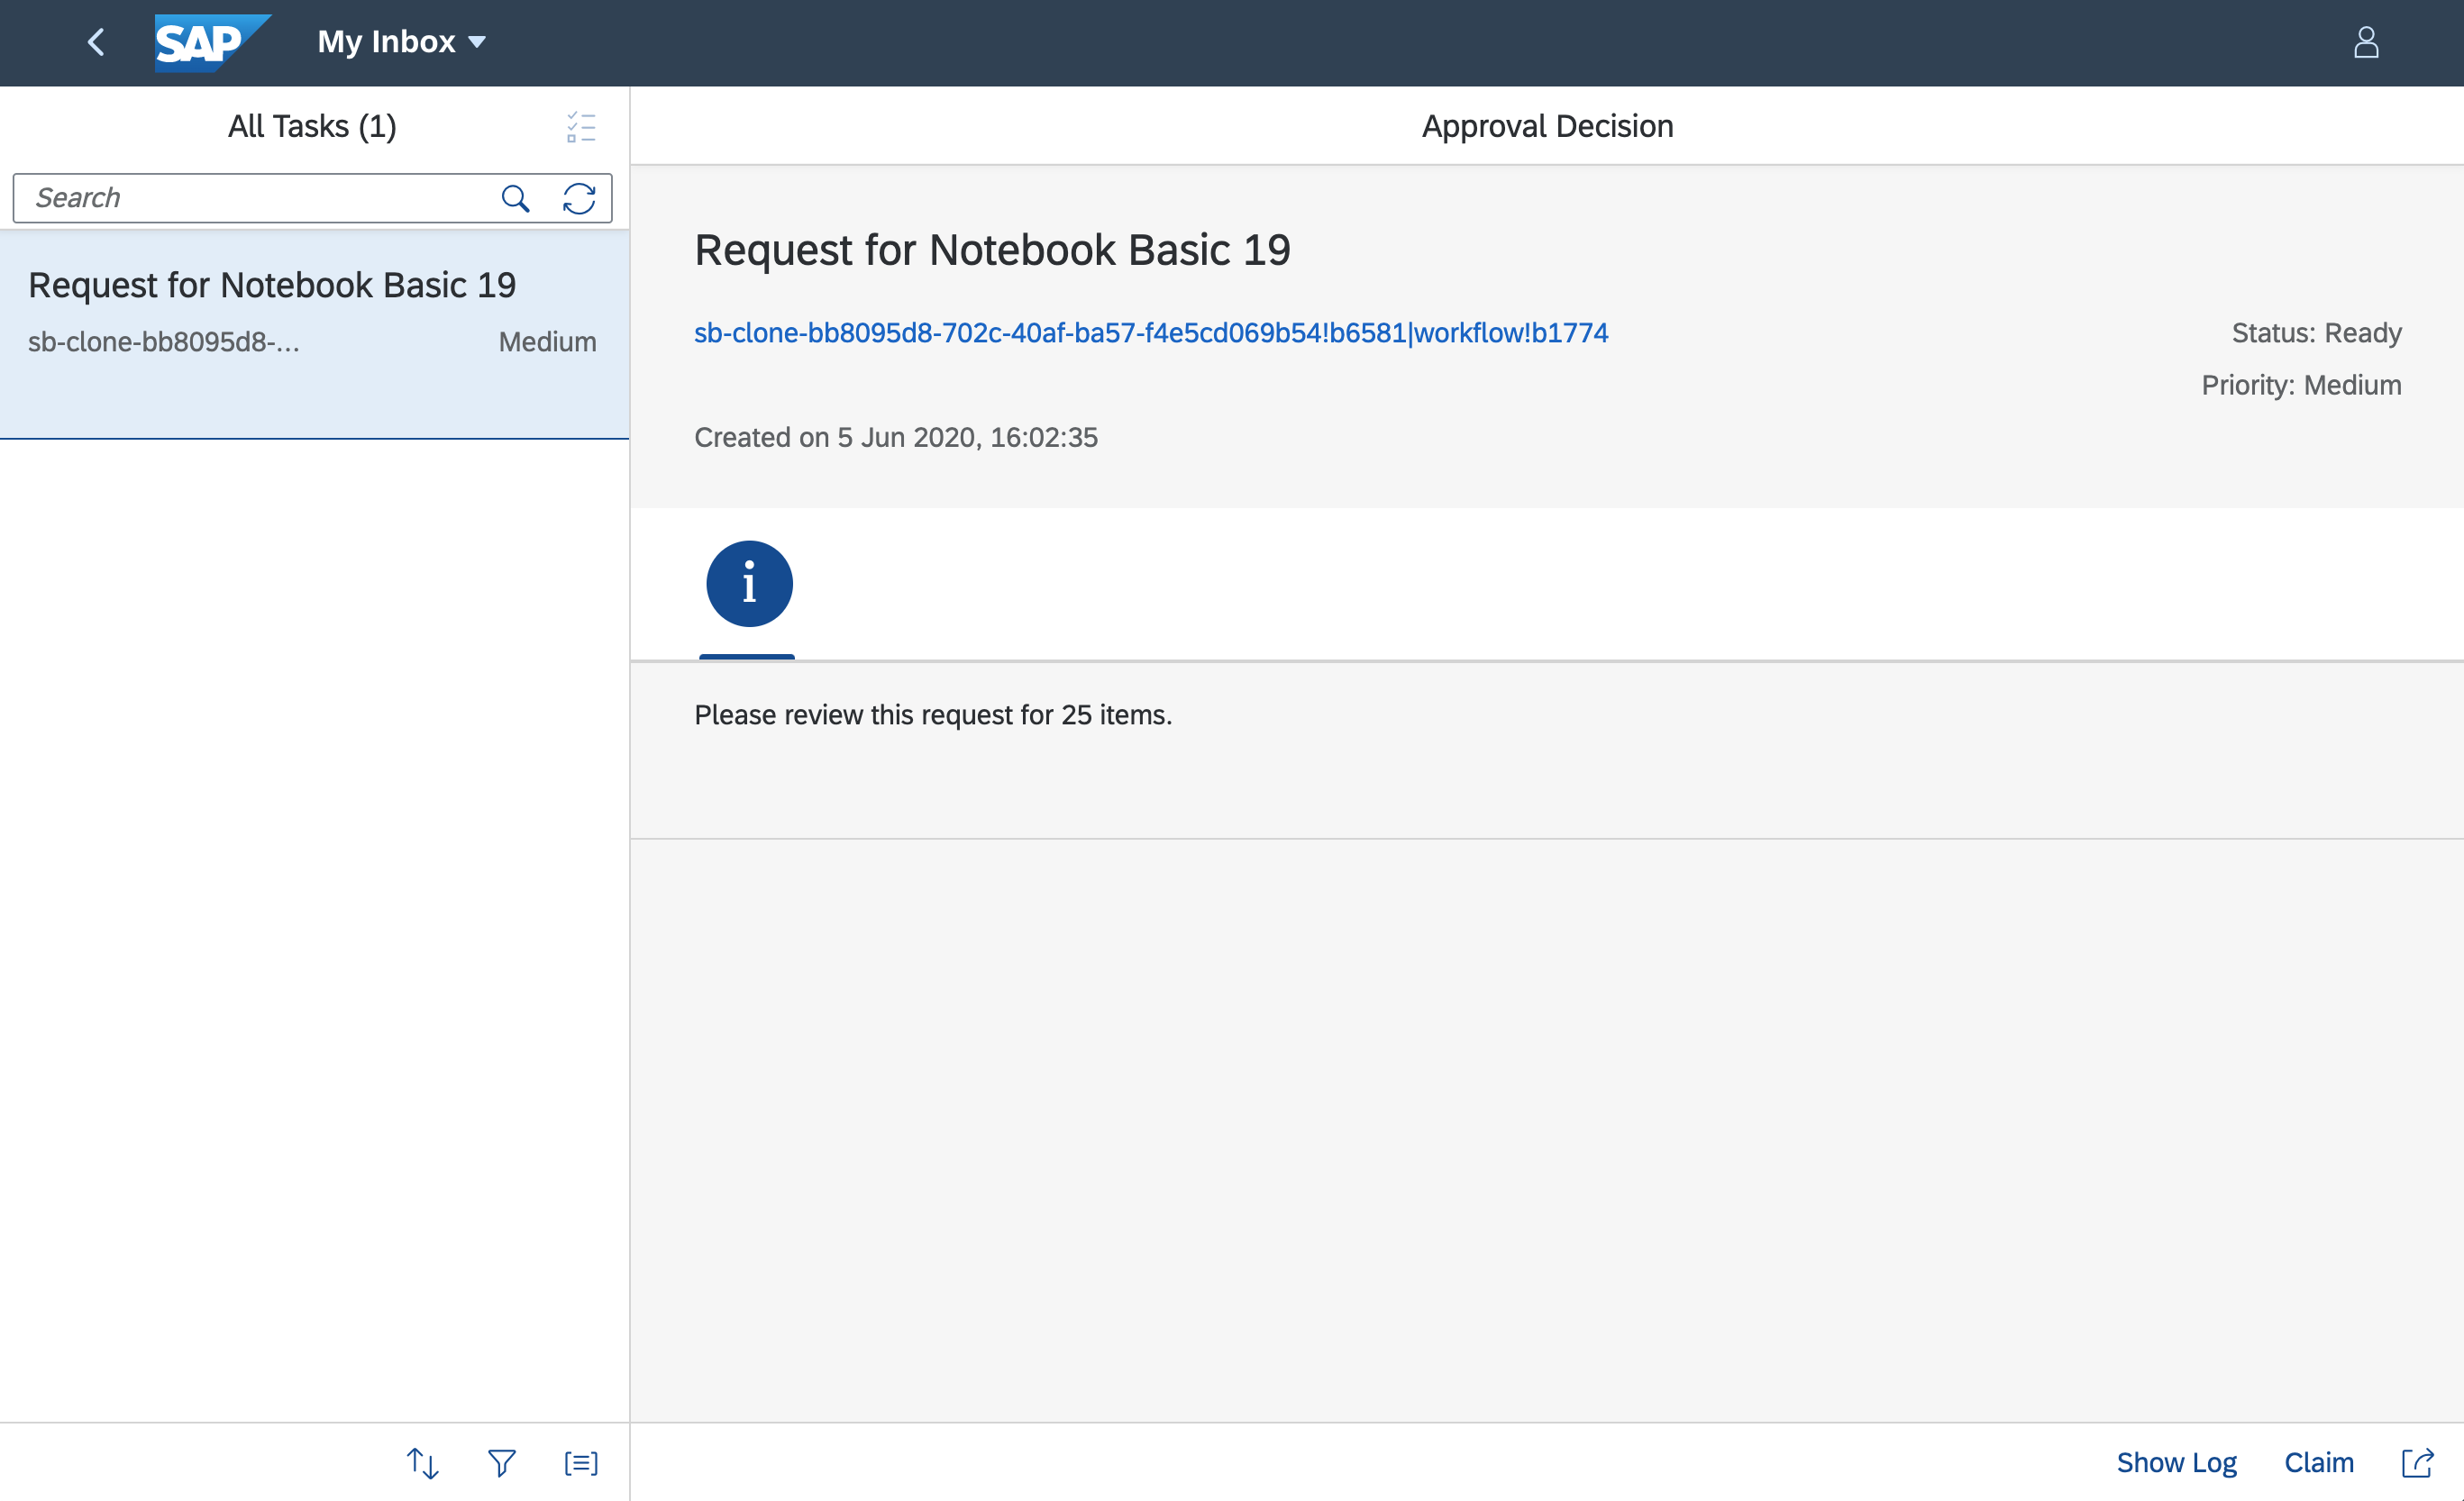 SAP
My Inbox
All Tasks (1)
Search
Request for Notebook Basic 19
sb-clone-bb8095d8-...
Medium
Approval Decision
Request for Notebook Basic 19
sb-clone-bb8095d8-702c-40af-ba57-f4e5cd069b54!b6581|workflow!b1774
Status: Ready
Priority: Medium
Created on 5 Jun 2020, 16:02:35
i
Please review this request for 25 items.
Show Log
Claim